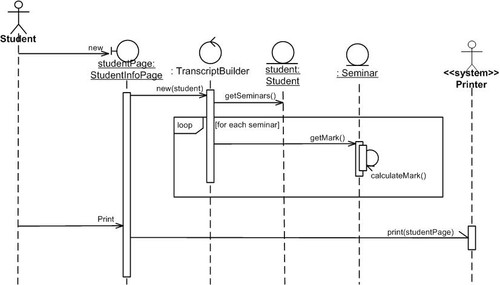 Student
new
studentPage:
StudentInfoPage
: TranscriptBuilder
student:
Student
: Seminar
<<system>>
Printer
new(student)
getSeminars()
loop
[for each seminar]
getMark()
calculateMark()
Print
print(studentPage)